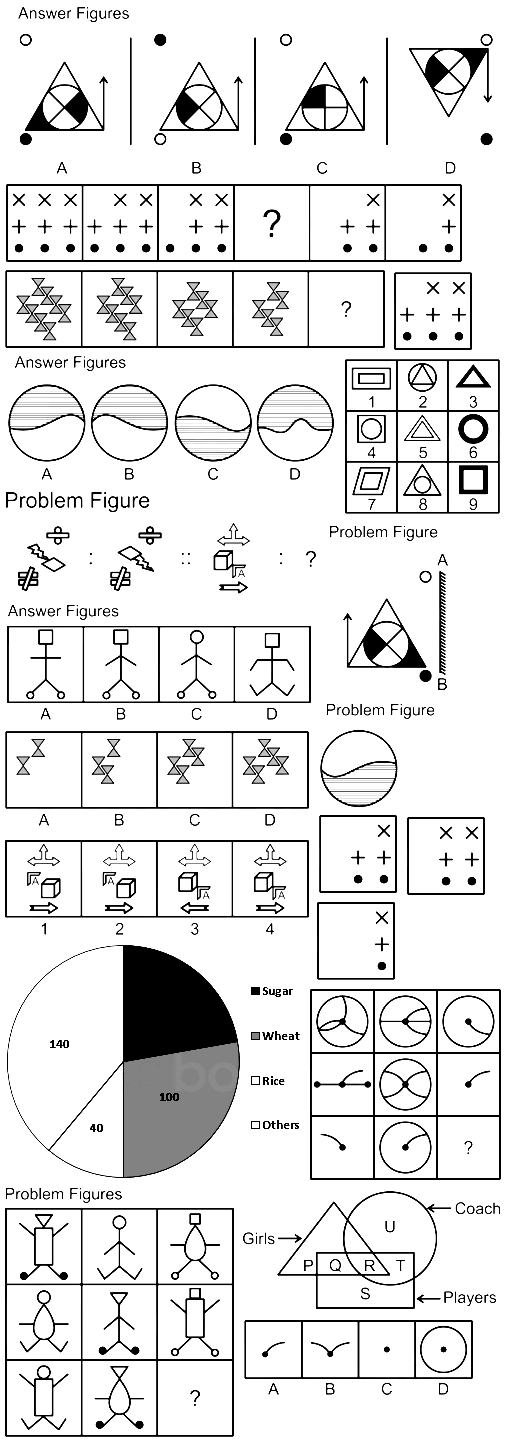 Answer Figures
A B C D
?
?
Answer Figures
A B C D
1 2 3
4 5 6
7 8 9
Problem Figure
: :: : ?
A
Problem Figure
A
B
Answer Figures
A B C D
Problem Figure
A B C D
A
A
A
A
1 2 3 4
140
100
40
Sugar
Wheat
Rice
Others
?
Problem Figures
?
Girls
Coach
U
P Q R T
S
Players
A B C D